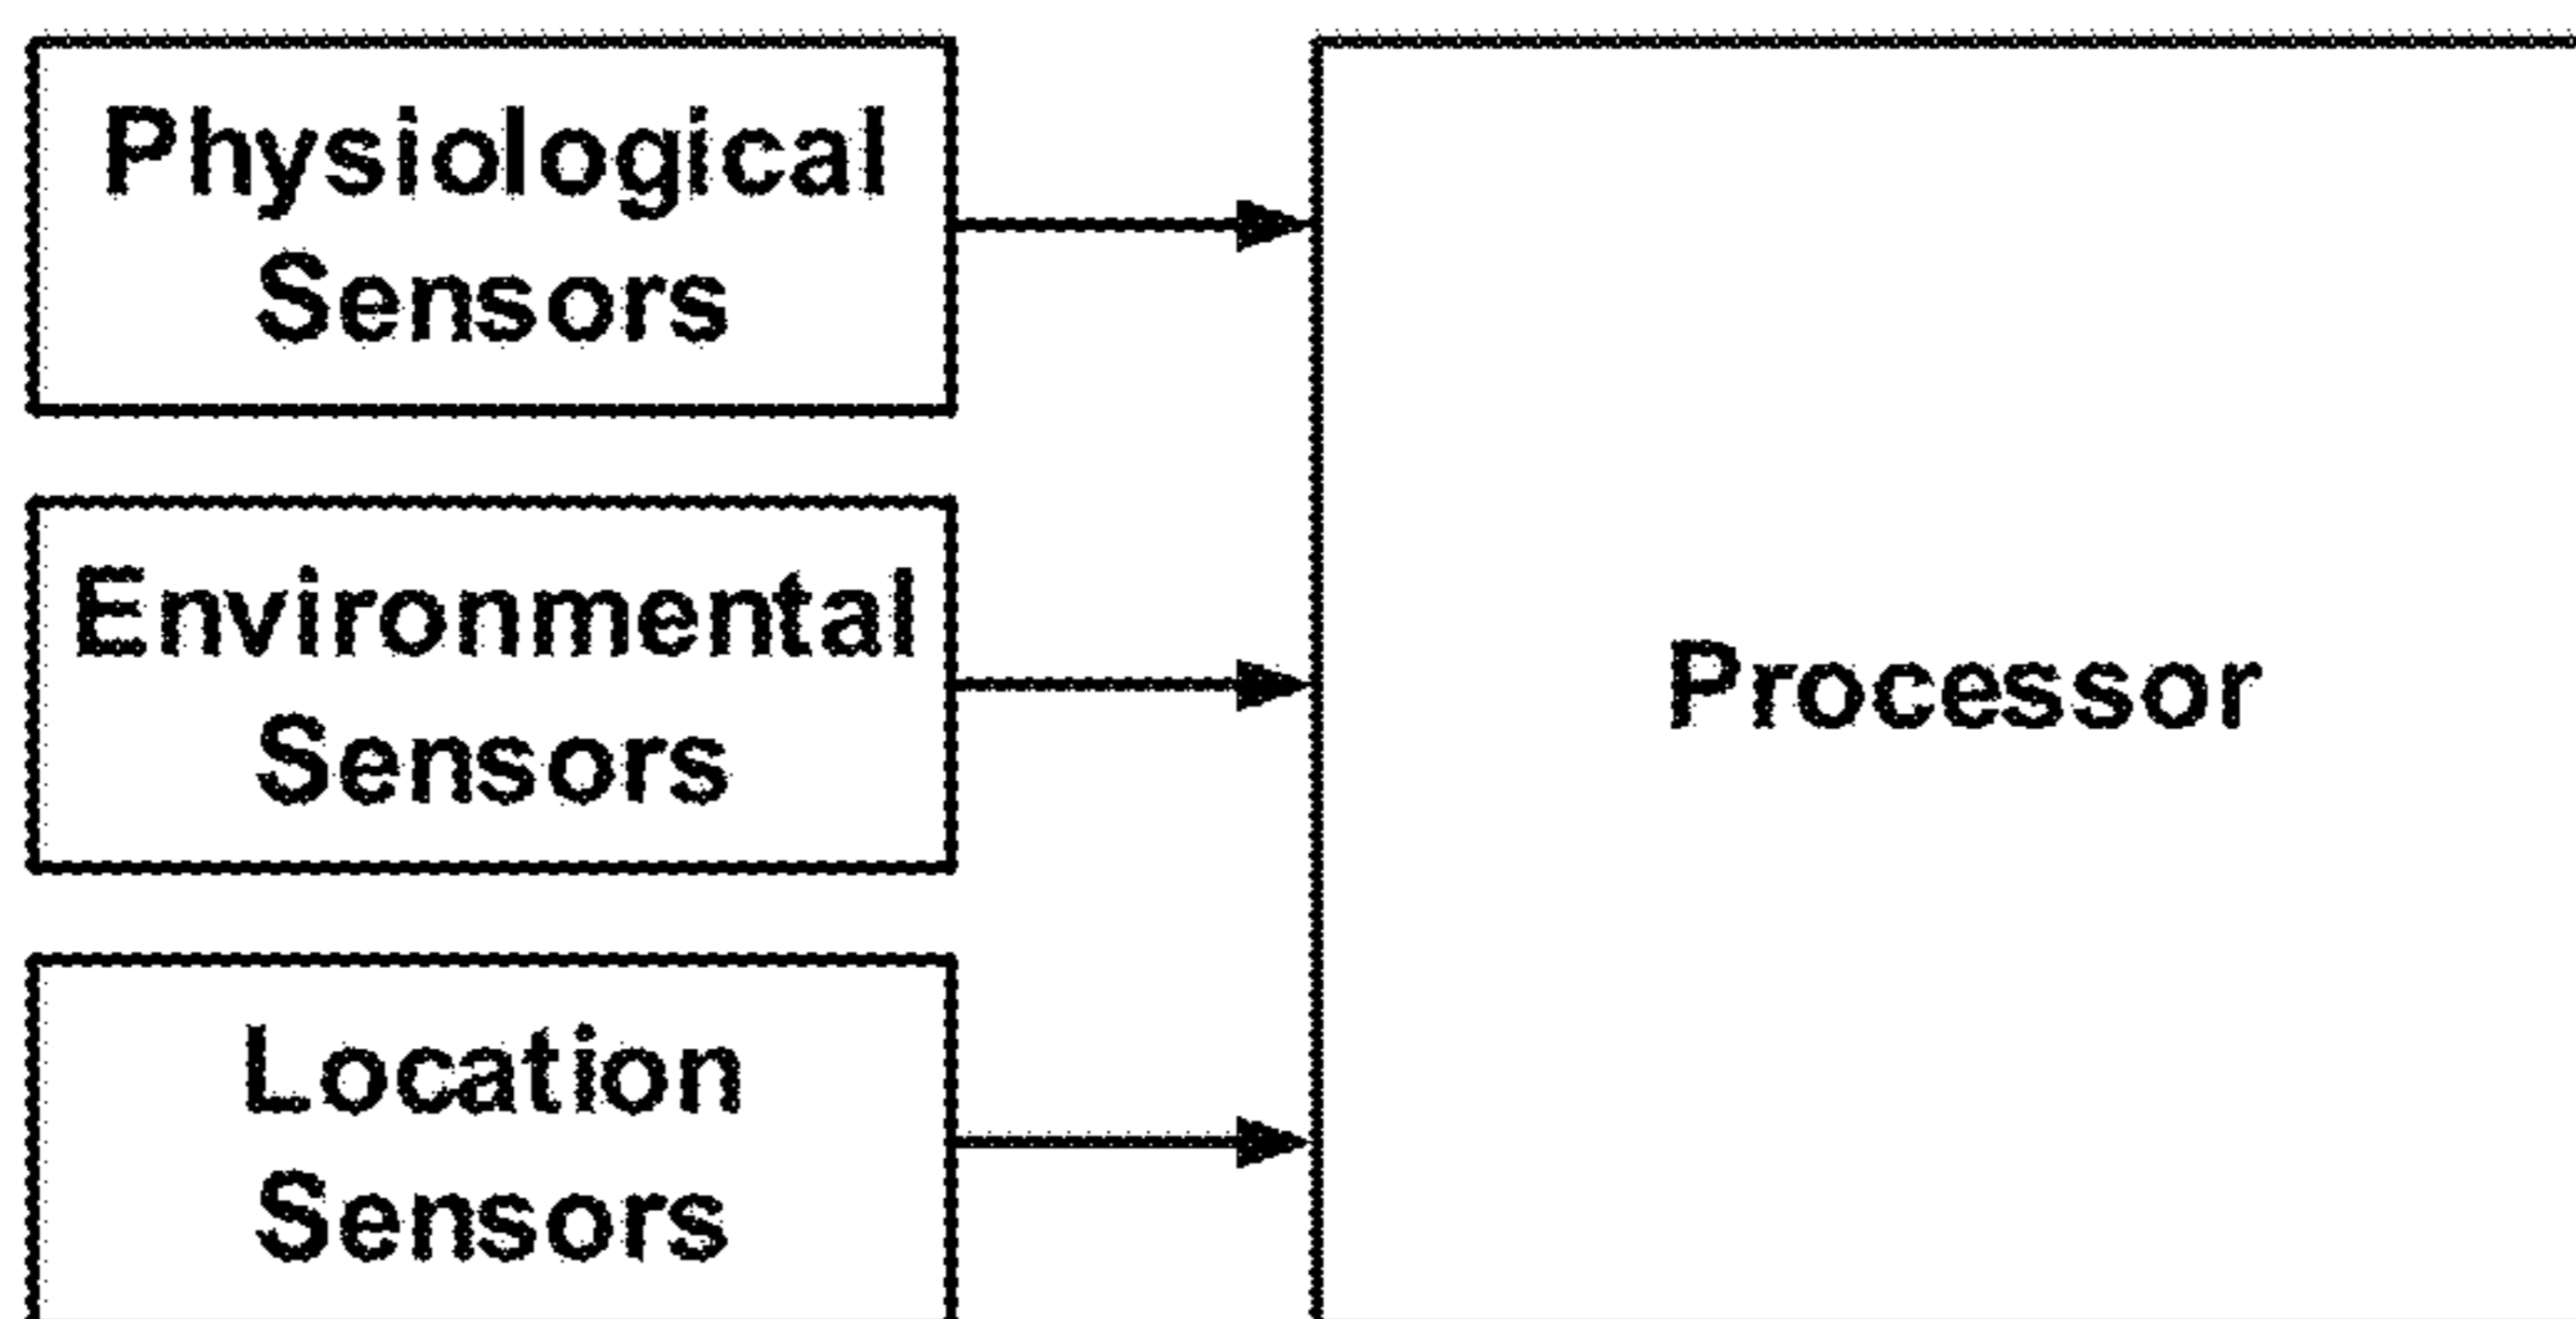 Physiological
Sensors
Environmental
Sensors
Processor
Location
Sensors